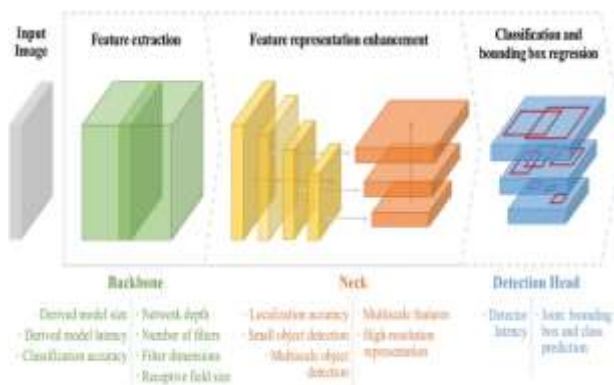 Input
Image
Feature extraction
Feature representation enhancement
Classification and
bounding box regression
Backbone
· Derived model size
· Derived model latency
· Classification accuracy
· Network depth
· Number of filters
· Filter dimensions
· Receptive field size
Neck
· Localization accuracy
· Small object detection
· Multiscale object
detection
· Multiscale features
· High resolution
representation
Detection Head
· Detector
latency
· Joint bounding
box and class
prediction